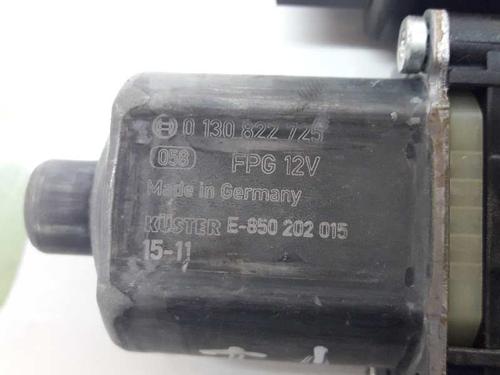 0 130 822 725
058 FPG 12V
Made in Germany
KÜSTER E-850 202 015
15-11